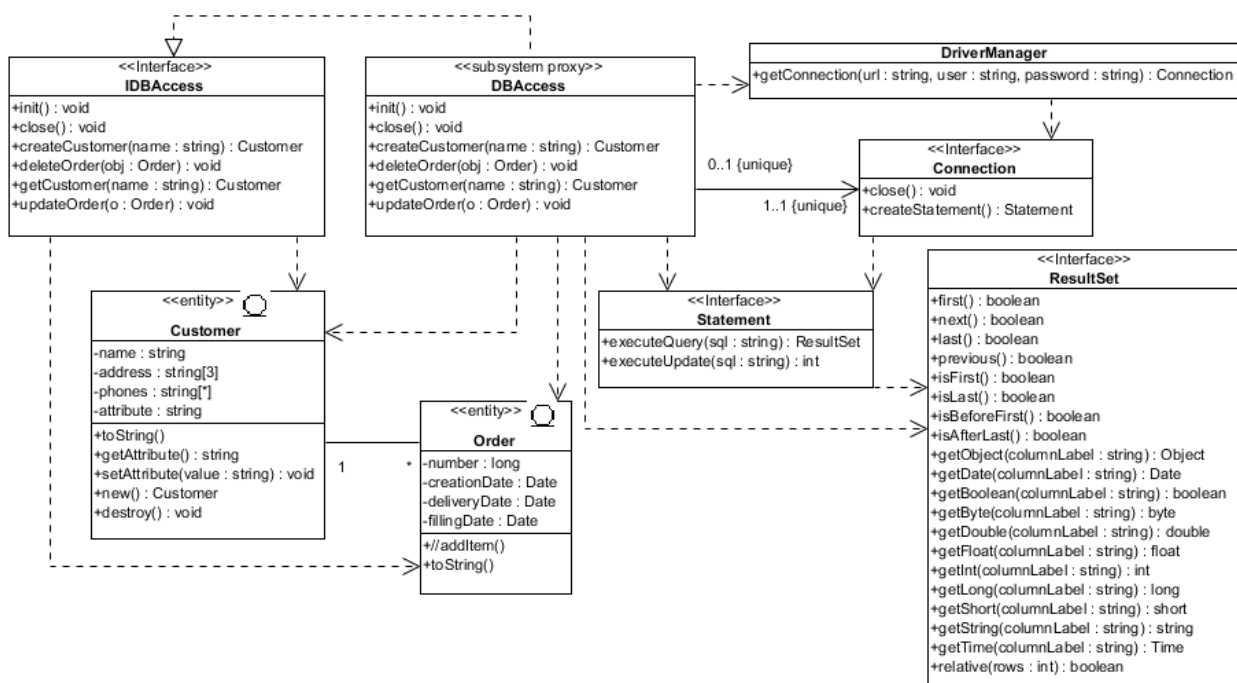 <<Interface>>
IDBAccess
+init() : void
+close() : void
+createCustomer(name : string) : Customer
+deleteOrder(obj : Order) : void
+getCustomer(name : string) : Customer
+updateOrder(o : Order) : void
<<subsystem proxy>>
DBAccess
+init() : void
+close() : void
+createCustomer(name : string) : Customer
+deleteOrder(obj : Order) : void
+getCustomer(name : string) : Customer
+updateOrder(o : Order) : void
DriverManager
+getConnection(url : string, user : string, password : string) : Connection
0..1 {unique}
1..1 {unique}
<<Interface>>
Connection
+close() : void
+createStatement() : Statement
<<entity>>
Customer
-name : string
-address : string[3]
-phones : string[*]
-attribute : string
+toString()
+getAttribute() : string
+setAttribute(value : string) : void
+new() : Customer
+destroy() : void
1
*
<<entity>>
Order
-number : long
-creationDate : Date
-deliveryDate : Date
-fillingDate : Date
+//addItem()
+toString()
<<Interface>>
Statement
+executeQuery(sql : string) : ResultSet
+executeUpdate(sql : string) : int
<<Interface>>
ResultSet
+first() : boolean
+next() : boolean
+last() : boolean
+previous() : boolean
+isFirst() : boolean
+isLast() : boolean
+isBeforeFirst() : boolean
+isAfterLast() : boolean
+getObject(columnLabel : string) : Object
+getDate(columnLabel : string) : Date
+getBoolean(columnLabel : string) : boolean
+getByte(columnLabel : string) : byte
+getDouble(columnLabel : string) : double
+getFloat(columnLabel : string) : float
+getInt(columnLabel : string) : int
+getLong(columnLabel : string) : long
+getShort(columnLabel : string) : short
+getString(columnLabel : string) : string
+getTime(columnLabel : string) : Time
+relative(rows : int) : boolean